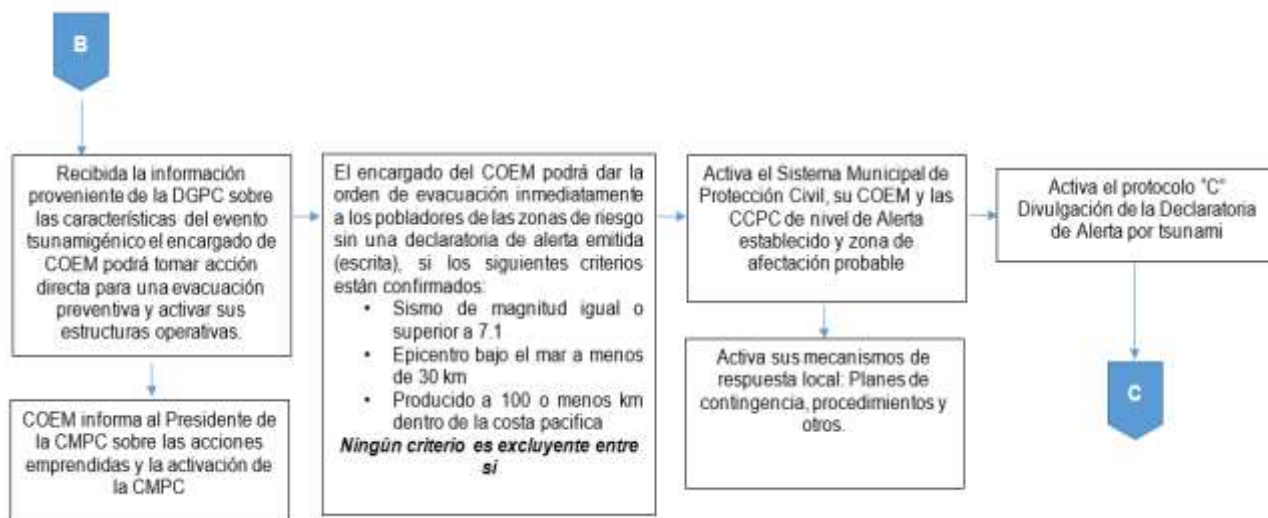 B
Recibida la información
proveniente de la DGPC sobre
las características del evento
tsunamigénico el encargado de
COEM podrá tomar acción
directa para una evacuación
preventiva y activar sus
estructuras operativas.
COEM informa al Presidente de
la CMPC sobre las acciones
emprendidas y la activación de
la CMPC
El encargado del COEM podrá dar la
orden de evacuación inmediatamente
a los pobladores de las zonas de riesgo
sin una declaratoria de alerta emitida
(escrita), si los siguientes criterios
están confirmados:
• Sismo de magnitud igual o
superior a 7.1
• Epicentro bajo el mar a menos
de 30 km
• Producido a 100 o menos km
dentro de la costa pacifica
Ningún criterio es excluyente entre
sí
Activa el Sistema Municipal de
Protección Civil, su COEM y las
CCPC de nivel de Alerta
establecido y zona de
afectación probable
Activa sus mecanismos de
respuesta local: Planes de
contingencia, procedimientos y
otros.
Activa el protocolo "C"
Divulgación de la Declaratoria
de Alerta por tsunami
C